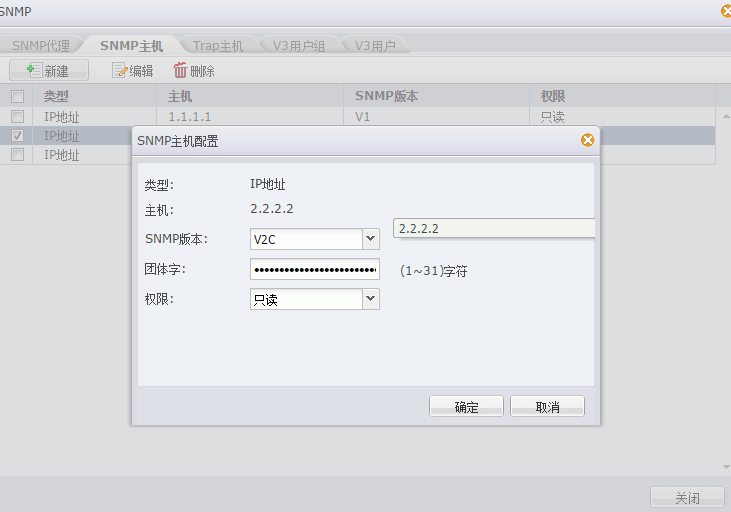 SNMP
SNMP代理 SNMP主机 Trap主机 V3用户组 V3用户
新建 编辑 删除
类型 主机 SNMP版本 权限
IP地址 1.1.1.1 V1 只读
IP地址
IP地址
SNMP主机配置
类型: IP地址
主机: 2.2.2.2
2.2.2.2
SNMP版本: V2C
团体字: •••••••••••••••••••••••••• (1~31)字符
权限: 只读
确定 取消
关闭